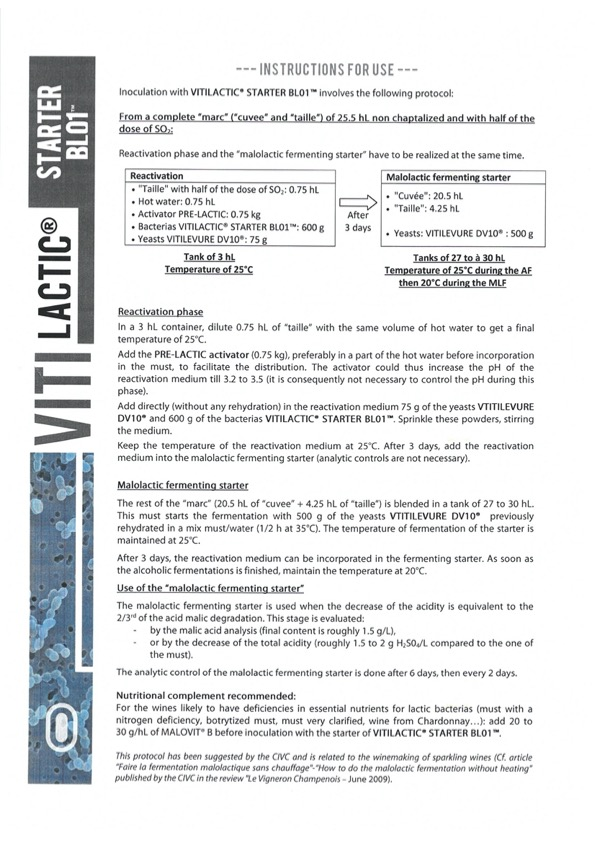 STARTER
BL01™
VITILACTIC®
--- INSTRUCTIONS FOR USE ---
Inoculation with VITILACTIC® STARTER BL01™ involves the following protocol:
From a complete "marc" ("cuvee" and "taille") of 25.5 hL non chaptalized and with half of the
dose of SO₂:
Reactivation phase and the "malolactic fermenting starter" have to be realized at the same time.
Reactivation
• "Taille" with half of the dose of SO₂: 0.75 hL
• Hot water: 0.75 hL
• Activator PRE-LACTIC: 0.75 kg
• Bacterias VITILACTIC® STARTER BL01™: 600 g
• Yeasts VITILEVURE DV10®: 75 g
Tank of 3 hL
Temperature of 25°C
After
3 days
Malolactic fermenting starter
• "Cuvée": 20.5 hL
• "Taille": 4.25 hL
• Yeasts: VITILEVURE DV10® : 500 g
Tanks of 27 to à 30 hL
Temperature of 25°C during the AF
then 20°C during the MLF
Reactivation phase
In a 3 hL container, dilute 0.75 hL of "taille" with the same volume of hot water to get a final
temperature of 25°C.
Add the PRE-LACTIC activator (0.75 kg), preferably in a part of the hot water before incorporation
in the must, to facilitate the distribution. The activator could thus increase the pH of the
reactivation medium till 3.2 to 3.5 (it is consequently not necessary to control the pH during this
phase).
Add directly (without any rehydration) in the reactivation medium 75 g of the yeasts VTITILEVURE
DV10® and 600 g of the bacterias VITILACTIC® STARTER BL01™. Sprinkle these powders, stirring
the medium.
Keep the temperature of the reactivation medium at 25°C. After 3 days, add the reactivation
medium into the malolactic fermenting starter (analytic controls are not necessary).
Malolactic fermenting starter
The rest of the "marc" (20.5 hL of "cuvee" + 4.25 hL of "taille") is blended in a tank of 27 to 30 hL.
This must starts the fermentation with 500 g of the yeasts VTITILEVURE DV10® previously
rehydrated in a mix must/water (1/2 h at 35°C). The temperature of fermentation of the starter is
maintained at 25°C.
After 3 days, the reactivation medium can be incorporated in the fermenting starter. As soon as
the alcoholic fermentations is finished, maintain the temperature at 20°C.
Use of the "malolactic fermenting starter"
The malolactic fermenting starter is used when the decrease of the acidity is equivalent to the
2/3rd of the acid malic degradation. This stage is evaluated:
- by the malic acid analysis (final content is roughly 1.5 g/L),
- or by the decrease of the total acidity (roughly 1.5 to 2 g H₂S0₄/L compared to the one of
the must).
The analytic control of the malolactic fermenting starter is done after 6 days, then every 2 days.
Nutritional complement recommended:
For the wines likely to have deficiencies in essential nutrients for lactic bacterias (must with a
nitrogen deficiency, botrytized must, must very clarified, wine from Chardonnay...): add 20 to
30 g/hL of MALOVIT® B before inoculation with the starter of VITILACTIC® STARTER BL01™.
This protocol has been suggested by the CIVC and is related to the winemaking of sparkling wines (Cf. article
"Faire la fermentation malolactique sans chauffage"-"How to do the malolactic fermentation without heating"
published by the CIVC in the review "Le Vigneron Champenois – June 2009).